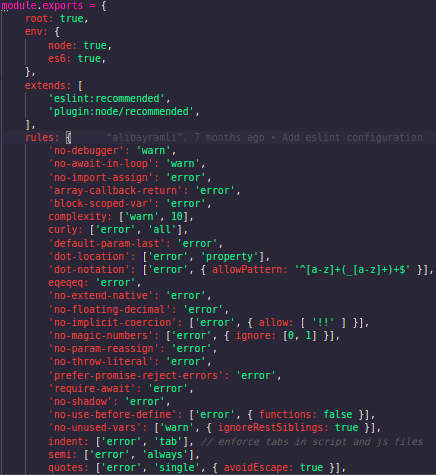 module.exports = {
root: true,
env: {
node: true,
es6: true,
},
extends: [
'eslint:recommended',
'plugin:node/recommended',
],
rules: { "alibayramli", 7 months ago • Add eslint configuration
'no-debugger': 'warn',
'no-await-in-loop': 'warn',
'no-import-assign': 'error',
'array-callback-return': 'error',
'block-scoped-var': 'error',
complexity: ['warn', 10],
curly: ['error', 'all'],
'default-param-last': 'error',
'dot-location': ['error', 'property'],
'dot-notation': ['error', { allowPattern: '^[a-z]+(_[a-z]+)+$' }],
eqeqeq: 'error',
'no-extend-native': 'error',
'no-floating-decimal': 'error',
'no-implicit-coercion': ['error', { allow: [ '!!' ] }],
'no-magic-numbers': ['error', { ignore: [0, 1] }],
'no-param-reassign': 'error',
'no-throw-literal': 'error',
'prefer-promise-reject-errors': 'error',
'require-await': 'error',
'no-shadow': 'error',
'no-use-before-define': ['error', { functions: false }],
'no-unused-vars': ['warn', { ignoreRestSiblings: true }],
indent: ['error', 'tab'], // enforce tabs in script and js files
semi: ['error', 'always'],
quotes: ['error', 'single', { avoidEscape: true }],